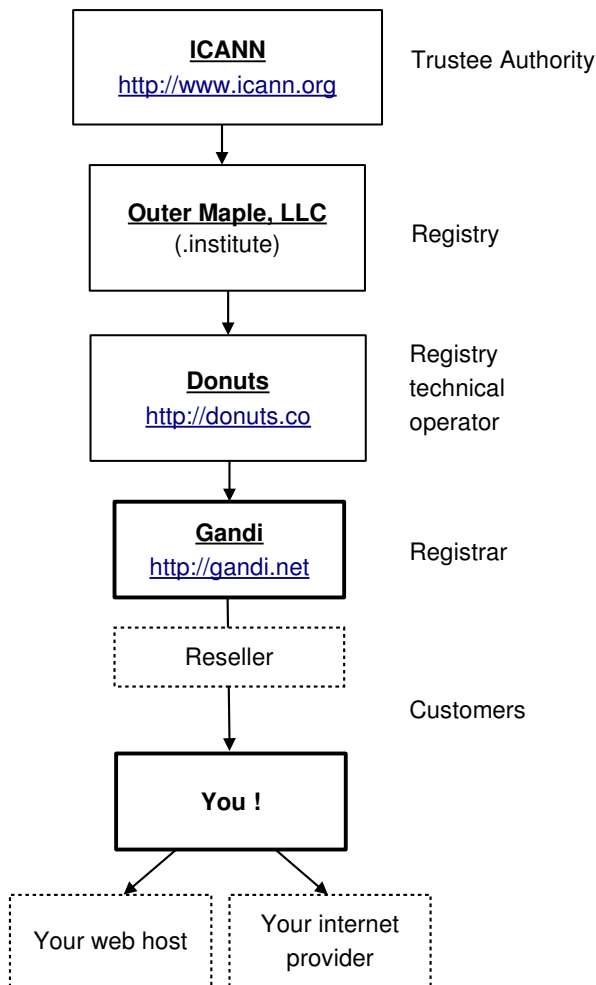 ICANN
http://www.icann.org
Trustee Authority
Outer Maple, LLC
(.institute)
Registry
Donuts
http://donuts.co
Registry
technical
operator
Gandi
http://gandi.net
Registrar
Reseller
Customers
You !
Your web host
Your internet
provider